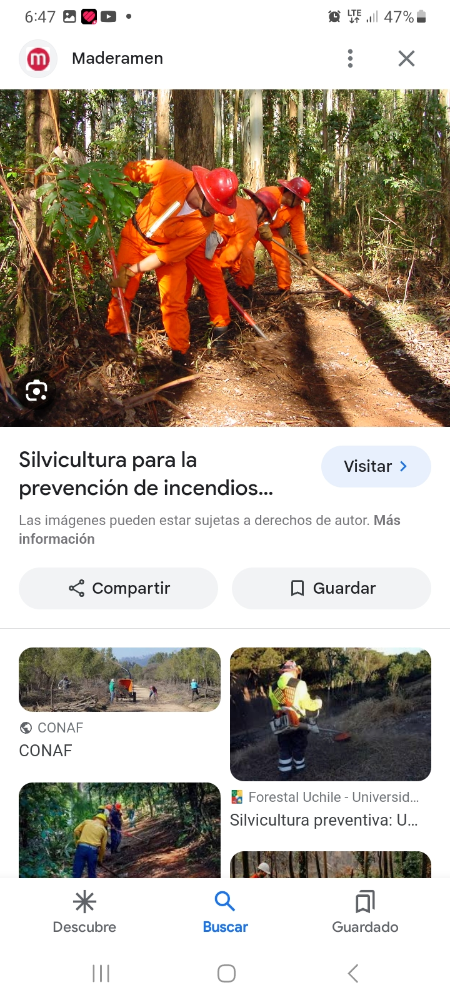 6:47
LTE
47%
m
Maderamen
Silvicultura para la
prevención de incendios...
Visitar
Las imágenes pueden estar sujetas a derechos de autor. Más
información
Compartir
Guardar
CONAF
CONAF
Forestal Uchile - Universid...
Silvicultura preventiva: U...
Descubre
Buscar
Guardado